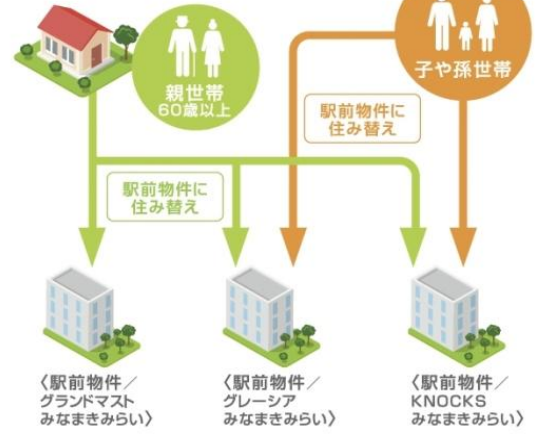 親世帯
60歳以上
子や孫世帯
駅前物件に
住み替え
駅前物件に
住み替え
〈駅前物件／
グランドマスト
みなまきみらい〉
〈駅前物件／
グレーシア
みなまきみらい〉
〈駅前物件／
KNOCKS
みなまきみらい〉